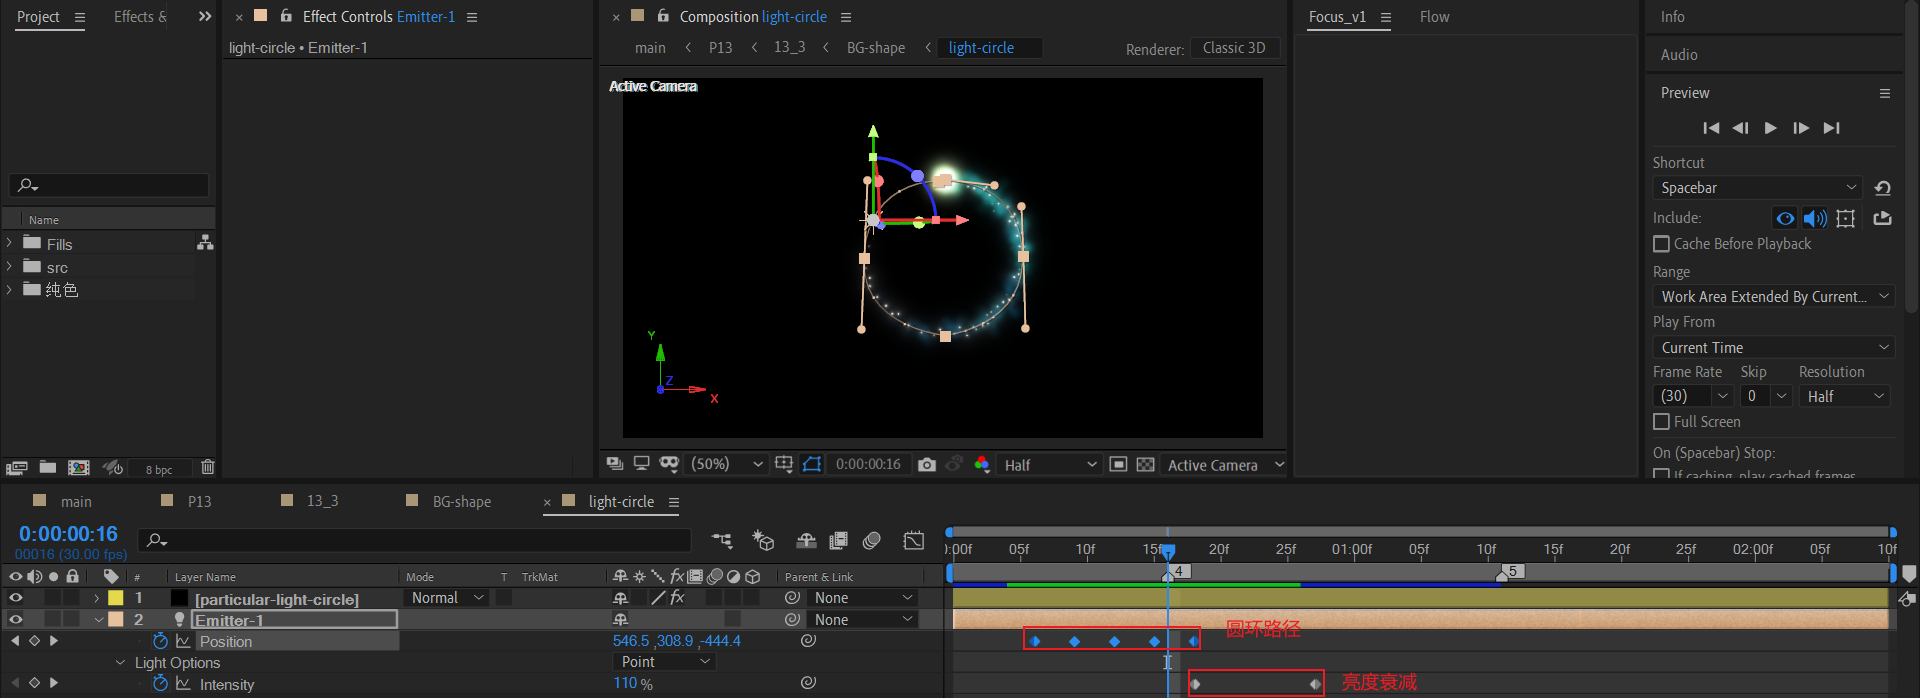 Project
Effects &
Effect Controls Emitter-1
Composition light-circle
Focus_v1
Flow
Info
light-circle • Emitter-1
main
P13
13_3
BG-shape
light-circle
Renderer:
Classic 3D
Audio
Active Camera
Preview
Shortcut
Spacebar
Include:
Cache Before Playback
Range
Work Area Extended By Current...
Play From
Current Time
Frame Rate
Skip
Resolution
(30)
0
Half
Full Screen
On (Spacebar) Stop:
If caching, play cached frames
Name
Fills
src
纯色
Y
Z
X
8 bpc
(50%)
0:00:00:16
Half
Active Camera
main
P13
13_3
BG-shape
light-circle
0:00:00:16
00016 (30.00 fps)
:00f
05f
10f
15f
20f
25f
01:00f
05f
10f
15f
20f
25f
02:00f
05f
10f
4
5
#
Layer Name
Mode
T
TrkMat
Parent & Link
1
[particular-light-circle]
Normal
None
2
Emitter-1
None
Position
546.5 ,308.9 ,-444.4
圆环路径
Light Options
Point
Intensity
110 %
亮度衰减